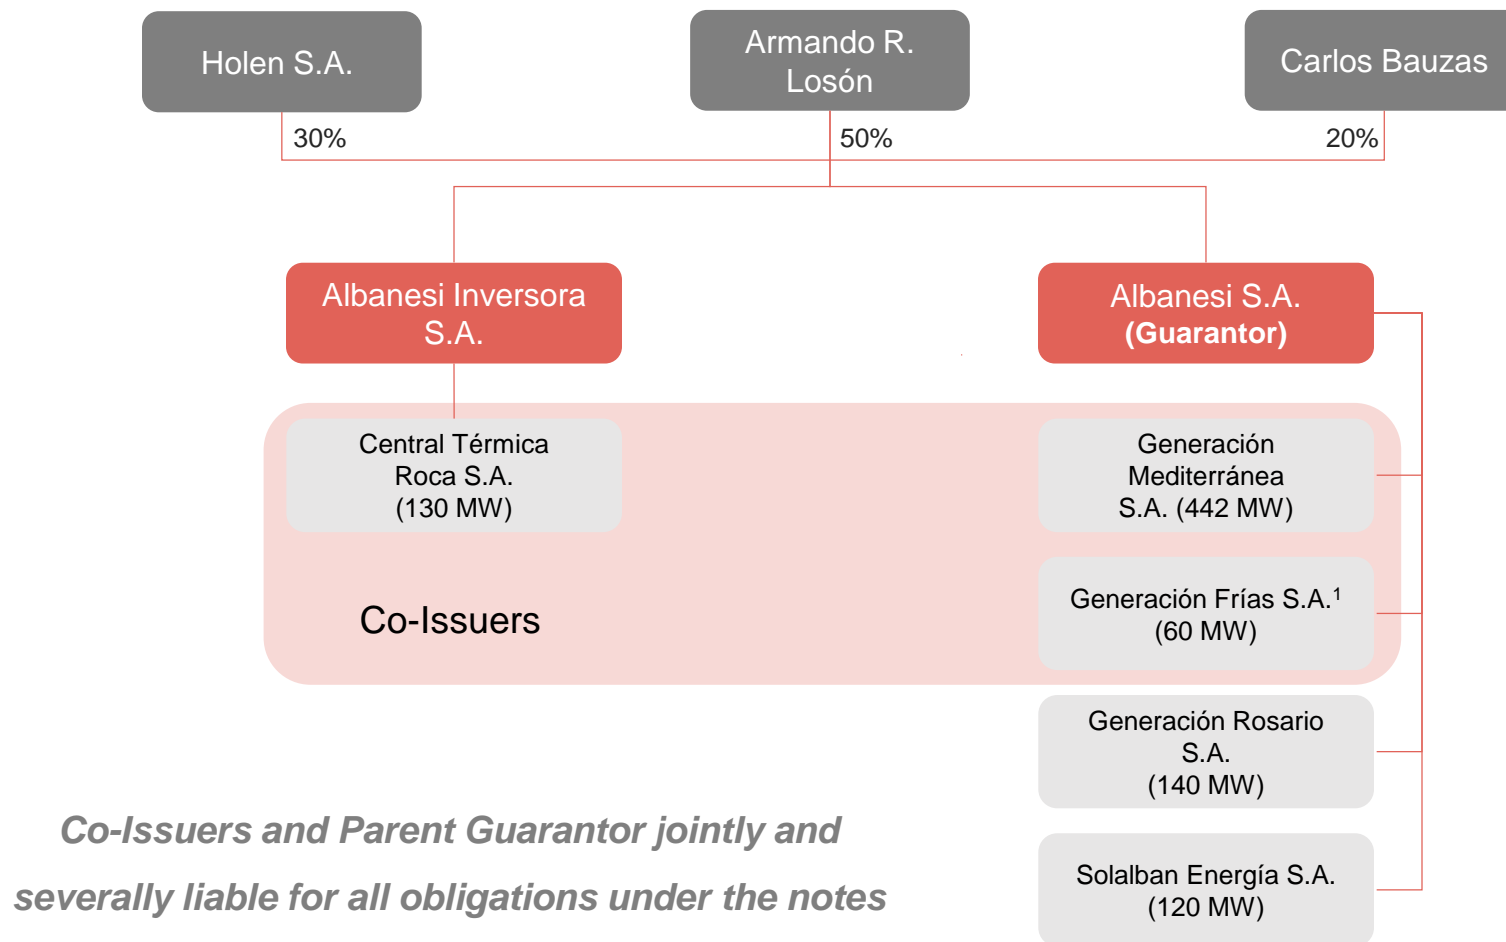 Holen S.A.
Armando R.
Losón
Carlos Bauzas
30%
50%
20%
Albanesi Inversora
S.A.
Albanesi S.A.
(Guarantor)
Central Térmica
Roca S.A.
(130 MW)
Generación
Mediterránea
S.A. (442 MW)
Co-Issuers
Generación Frías S.A.¹
(60 MW)
Generación Rosario
S.A.
(140 MW)
Solalban Energía S.A.
(120 MW)
Co-Issuers and Parent Guarantor jointly and
severally liable for all obligations under the notes